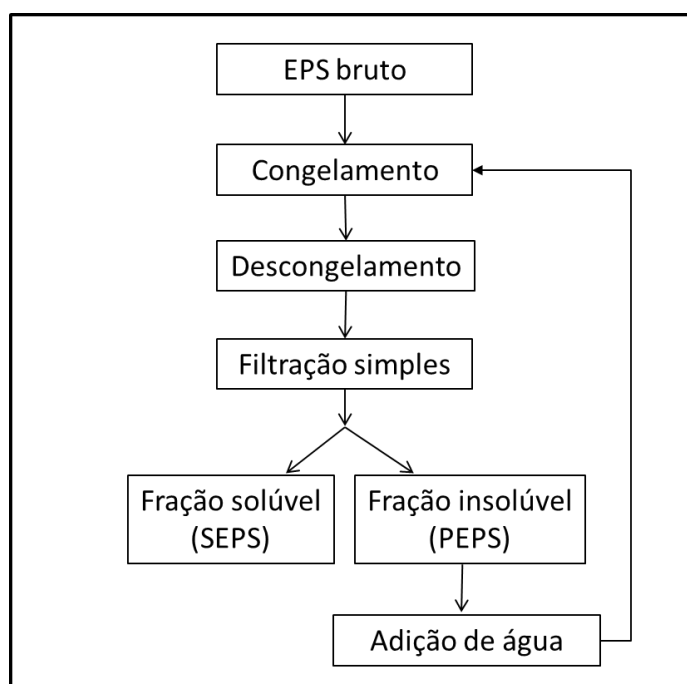 EPS bruto
Congelamento
Descongelamento
Filtração simples
Fração solúvel
(SEPS)
Fração insolúvel
(PEPS)
Adição de água